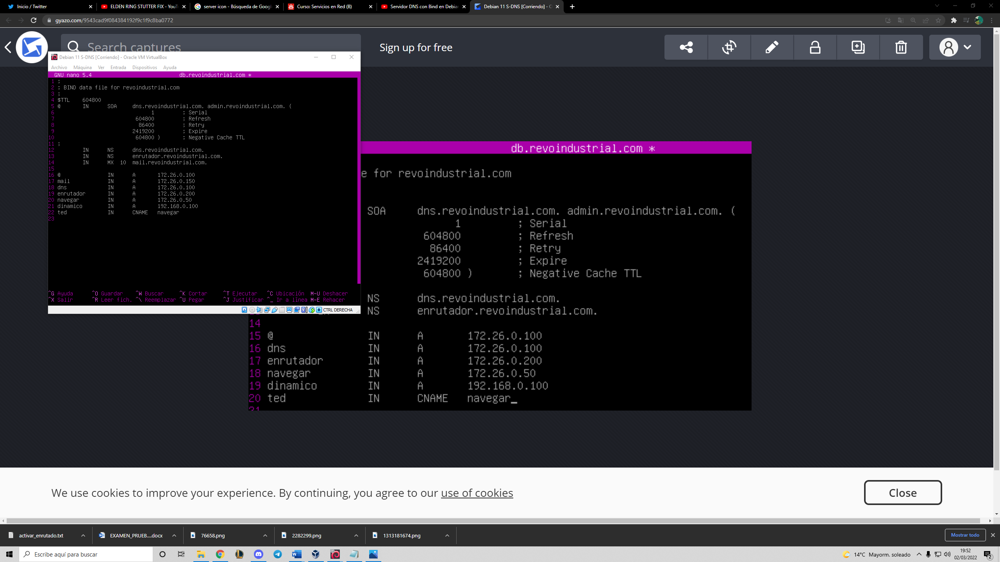 Inicio / Twitter
ELDEN RING STUTTER FIX - YouT
server icon - Búsqueda de Googl
Curso: Servicios en Red (B)
Servidor DNS con Bind en Debian
Debian 11 S-DNS [Corriendo] - O
gyazo.com/9543cad9f084384192f9c1f9c8ba0772
Search captures
Sign up for free
Debian 11 S-DNS [Corriendo] - Oracle VM VirtualBox
Archivo Máquina Ver Entrada Dispositivos Ayuda
GNU nano 5.4 db.revoindustrial.com *
1 ;
2 ; BIND data file for revoindustrial.com
3 ;
4 $TTL 604800
5 @ IN SOA dns.revoindustrial.com. admin.revoindustrial.com. (
6 1 ; Serial
7 604800 ; Refresh
8 86400 ; Retry
9 2419200 ; Expire
10 604800 ) ; Negative Cache TTL
11 ;
12 IN NS dns.revoindustrial.com.
13 IN NS enrutador.revoindustrial.com.
14 IN MX 10 mail.revoindustrial.com.
15
16 @ IN A 172.26.0.100
17 mail IN A 172.26.0.150
18 dns IN A 172.26.0.100
19 enrutador IN A 172.26.0.200
20 navegar IN A 172.26.0.50
21 dinamico IN A 192.168.0.100
22 ted IN CNAME navegar
23
^G Ayuda ^O Guardar ^W Buscar ^K Cortar ^T Ejecutar ^C Ubicación M-U Deshacer
^X Salir ^R Leer fich. ^\ Reemplazar ^U Pegar ^J Justificar ^_ Ir a línea M-E Rehacer
CTRL DERECHA
db.revoindustrial.com *
e for revoindustrial.com
SOA dns.revoindustrial.com. admin.revoindustrial.com. (
1 ; Serial
604800 ; Refresh
86400 ; Retry
2419200 ; Expire
604800 ) ; Negative Cache TTL
NS dns.revoindustrial.com.
NS enrutador.revoindustrial.com.
14
15 @ IN A 172.26.0.100
16 dns IN A 172.26.0.100
17 enrutador IN A 172.26.0.200
18 navegar IN A 172.26.0.50
19 dinamico IN A 192.168.0.100
20 ted IN CNAME navegar_
21
We use cookies to improve your experience. By continuing, you agree to our use of cookies
Close
activar_enrutado.txt
EXAMEN_PRUEB....docx
76658.png
2282299.png
1313181674.png
Mostrar todo
Escribe aquí para buscar
14°C Mayorm. soleado
19:52
02/03/2022
2